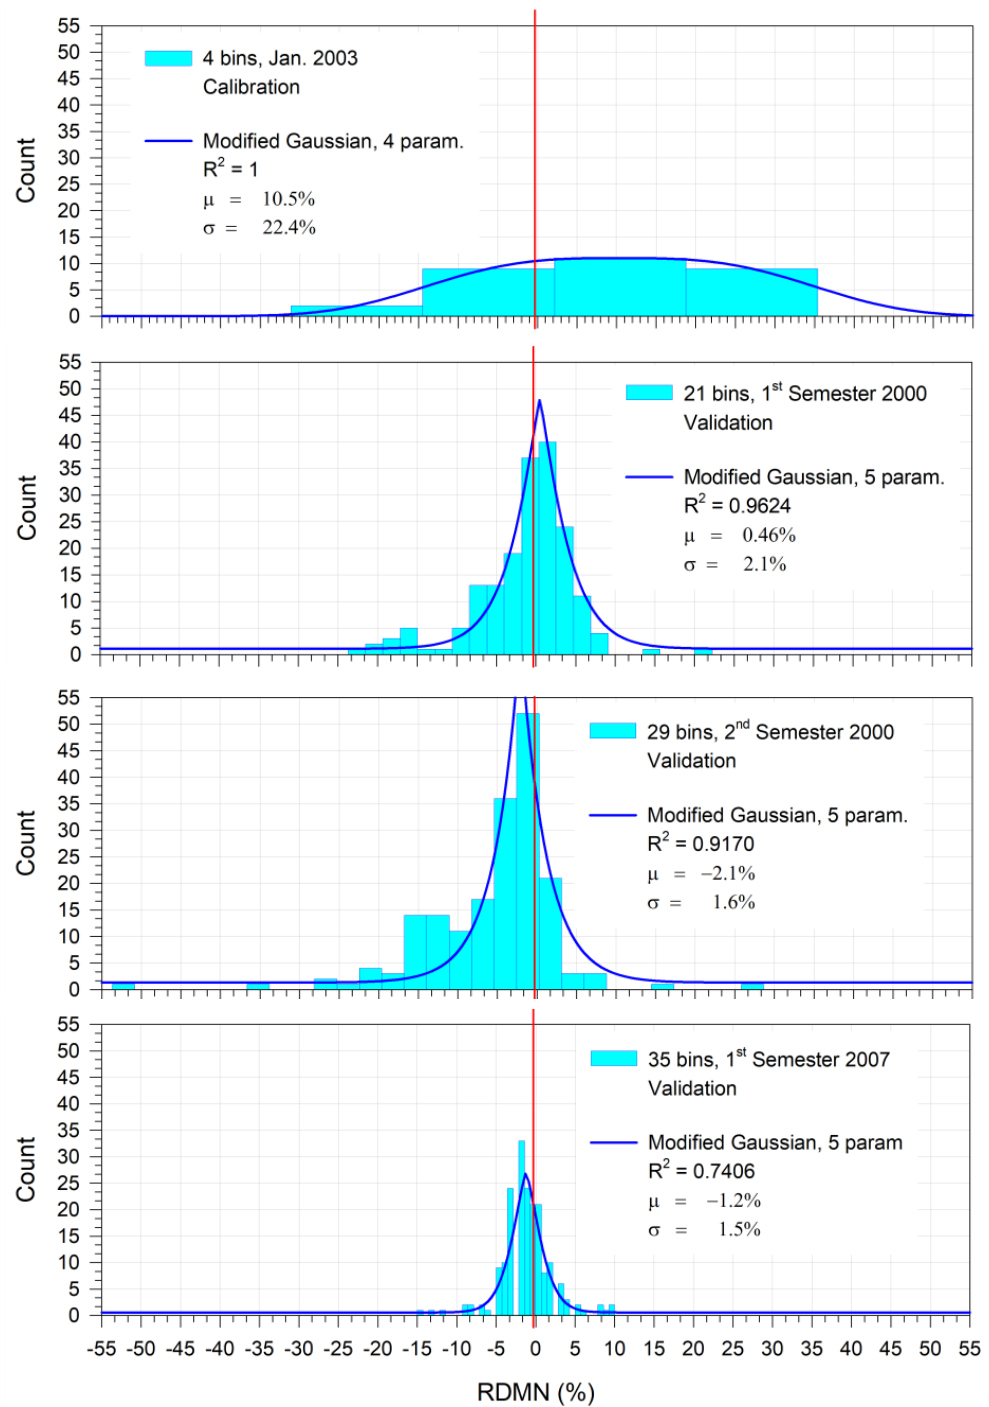 55
50
45
40
35
30
25
20
15
10
5
0
Count
4 bins, Jan. 2003
Calibration
Modified Gaussian, 4 param.
R² = 1
μ = 10.5%
σ = 22.4%
55
50
45
40
35
30
25
20
15
10
5
0
Count
21 bins, 1st Semester 2000
Validation
Modified Gaussian, 5 param.
R² = 0.9624
μ = 0.46%
σ = 2.1%
55
50
45
40
35
30
25
20
15
10
5
0
Count
29 bins, 2nd Semester 2000
Validation
Modified Gaussian, 5 param.
R² = 0.9170
μ = −2.1%
σ = 1.6%
55
50
45
40
35
30
25
20
15
10
5
0
Count
35 bins, 1st Semester 2007
Validation
Modified Gaussian, 5 param
R² = 0.7406
μ = −1.2%
σ = 1.5%
-55 -50 -45 -40 -35 -30 -25 -20 -15 -10 -5 0 5 10 15 20 25 30 35 40 45 50 55
RDMN (%)